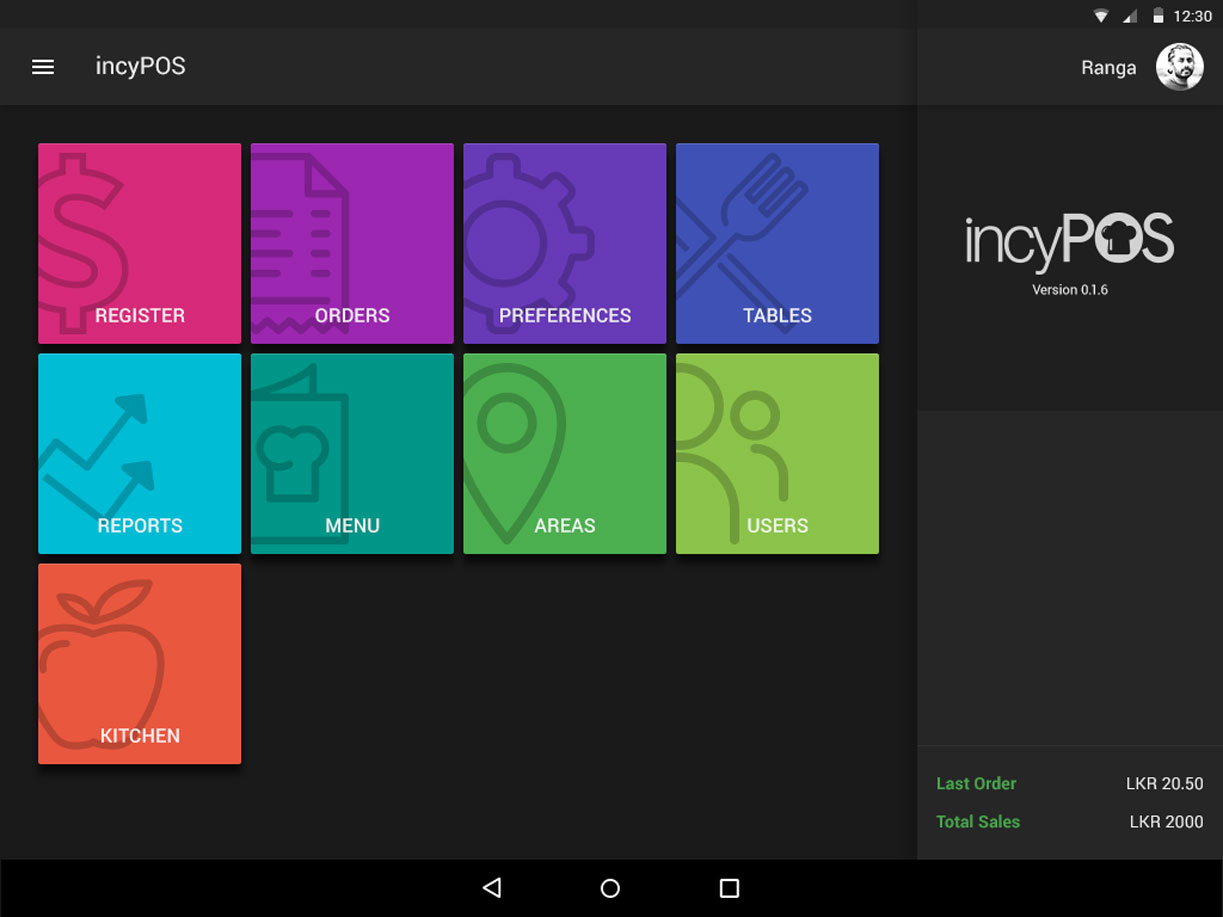 12:30
incyPOS
Ranga
REGISTER
ORDERS
PREFERENCES
TABLES
incyPOS
Version 0.1.6
REPORTS
MENU
AREAS
USERS
KITCHEN
Last Order LKR 20.50
Total Sales LKR 2000